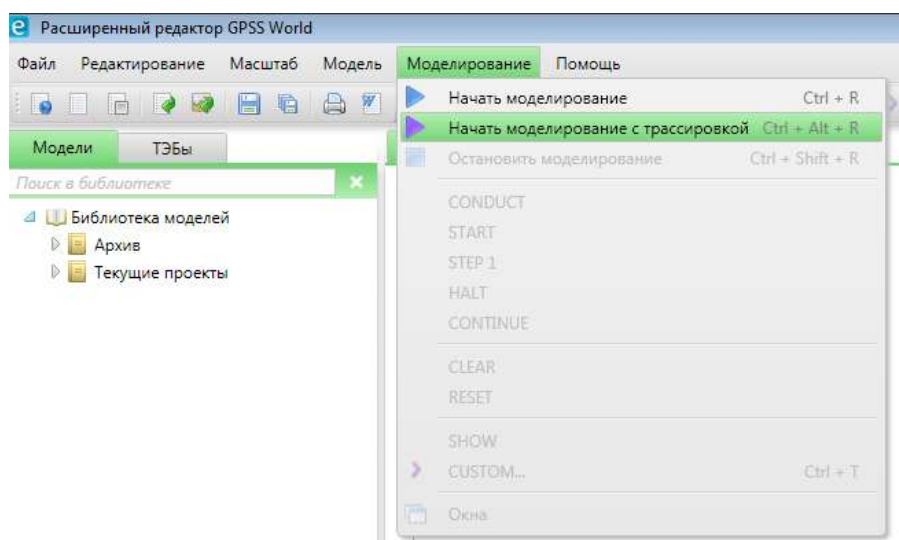 Расширенный редактор GPSS World
Файл Редактирование Масштаб Модель Моделирование Помощь
Начать моделирование Ctrl + R
Начать моделирование с трассировкой Ctrl + Alt + R
Остановить моделирование Ctrl + Shift + R
CONDUCT
START
STEP 1
HALT
CONTINUE
CLEAR
RESET
SHOW
CUSTOM... Ctrl + T
Окна
Модели ТЭБы
Поиск в библиотеке
Библиотека моделей
Архив
Текущие проекты